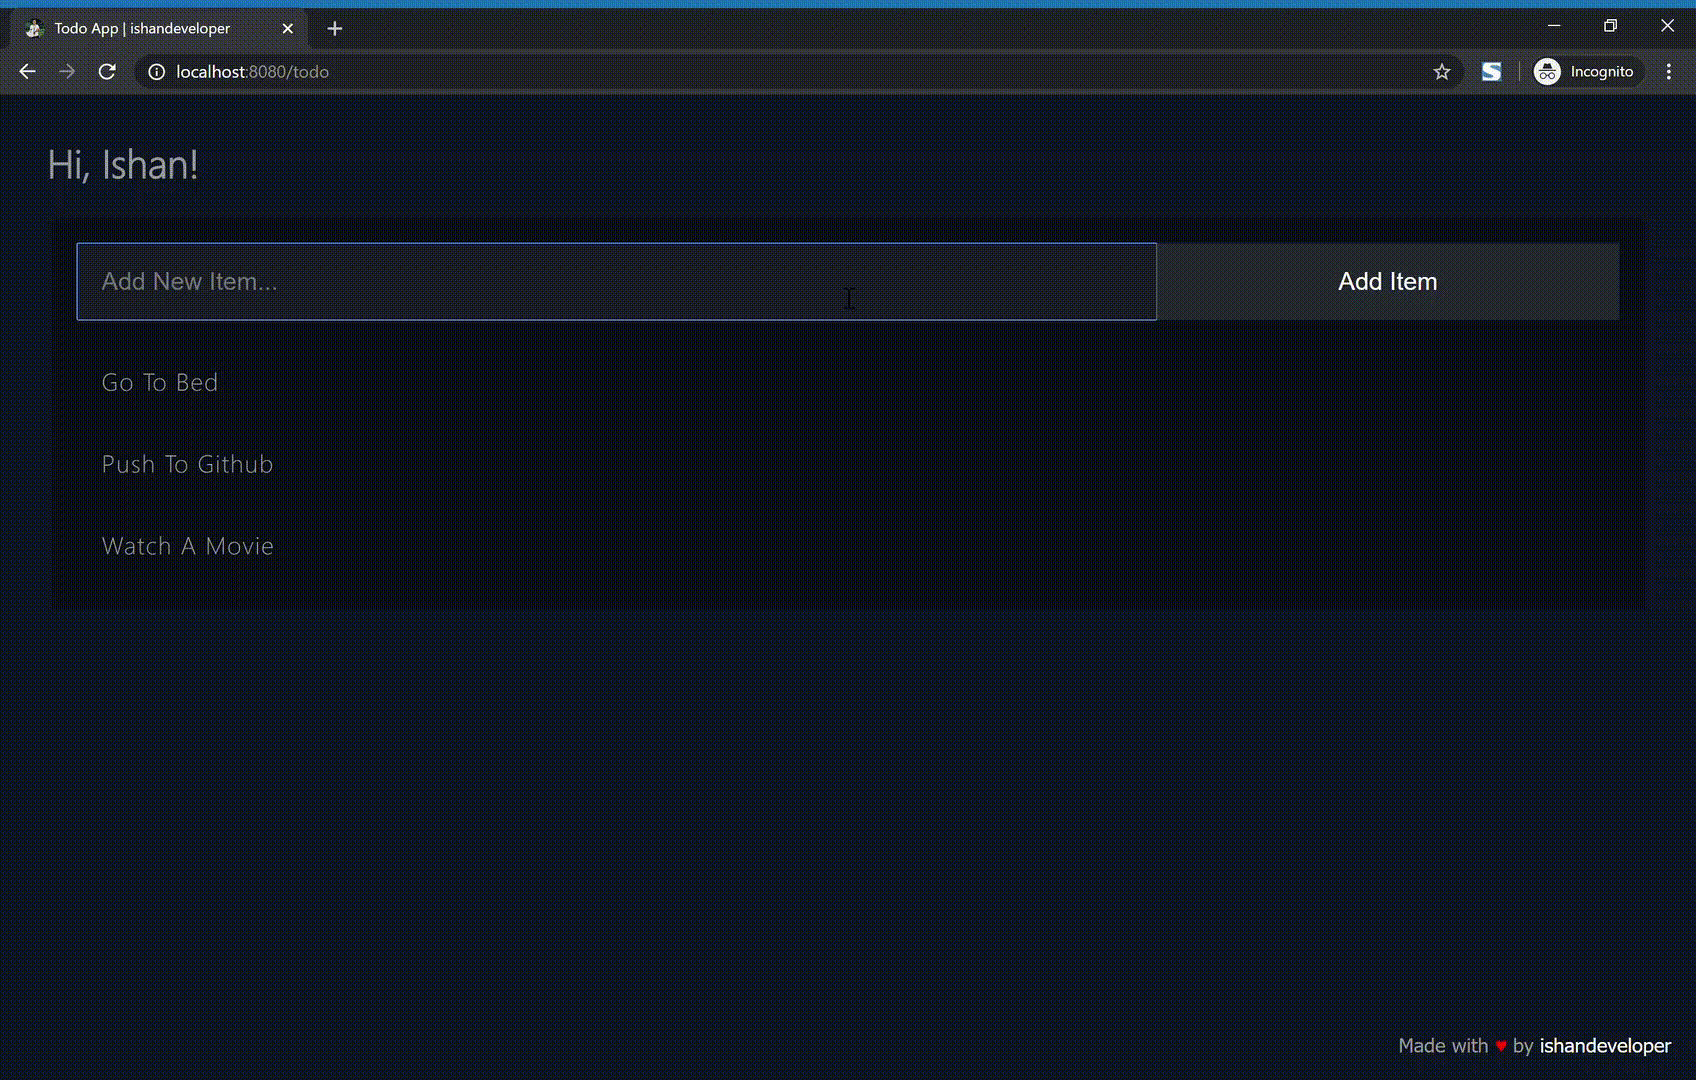 Todo App | ishandeveloper
localhost:8080/todo
Incognito
Hi, Ishan!
Add New Item...
Add Item
Go To Bed
Push To Github
Watch A Movie
Made with ♥ by ishandeveloper